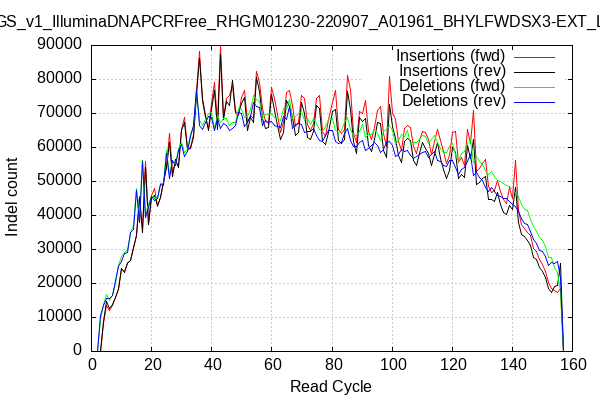 GS_v1_IlluminaDNAPCRFree_RHGM01230-220907_A01961_BHYLFWDSX3-EXT_L
Indel count
90000
80000
70000
60000
50000
40000
30000
20000
10000
0
Insertions (fwd)
Insertions (rev)
Deletions (fwd)
Deletions (rev)
0 20 40 60 80 100 120 140 160
Read Cycle